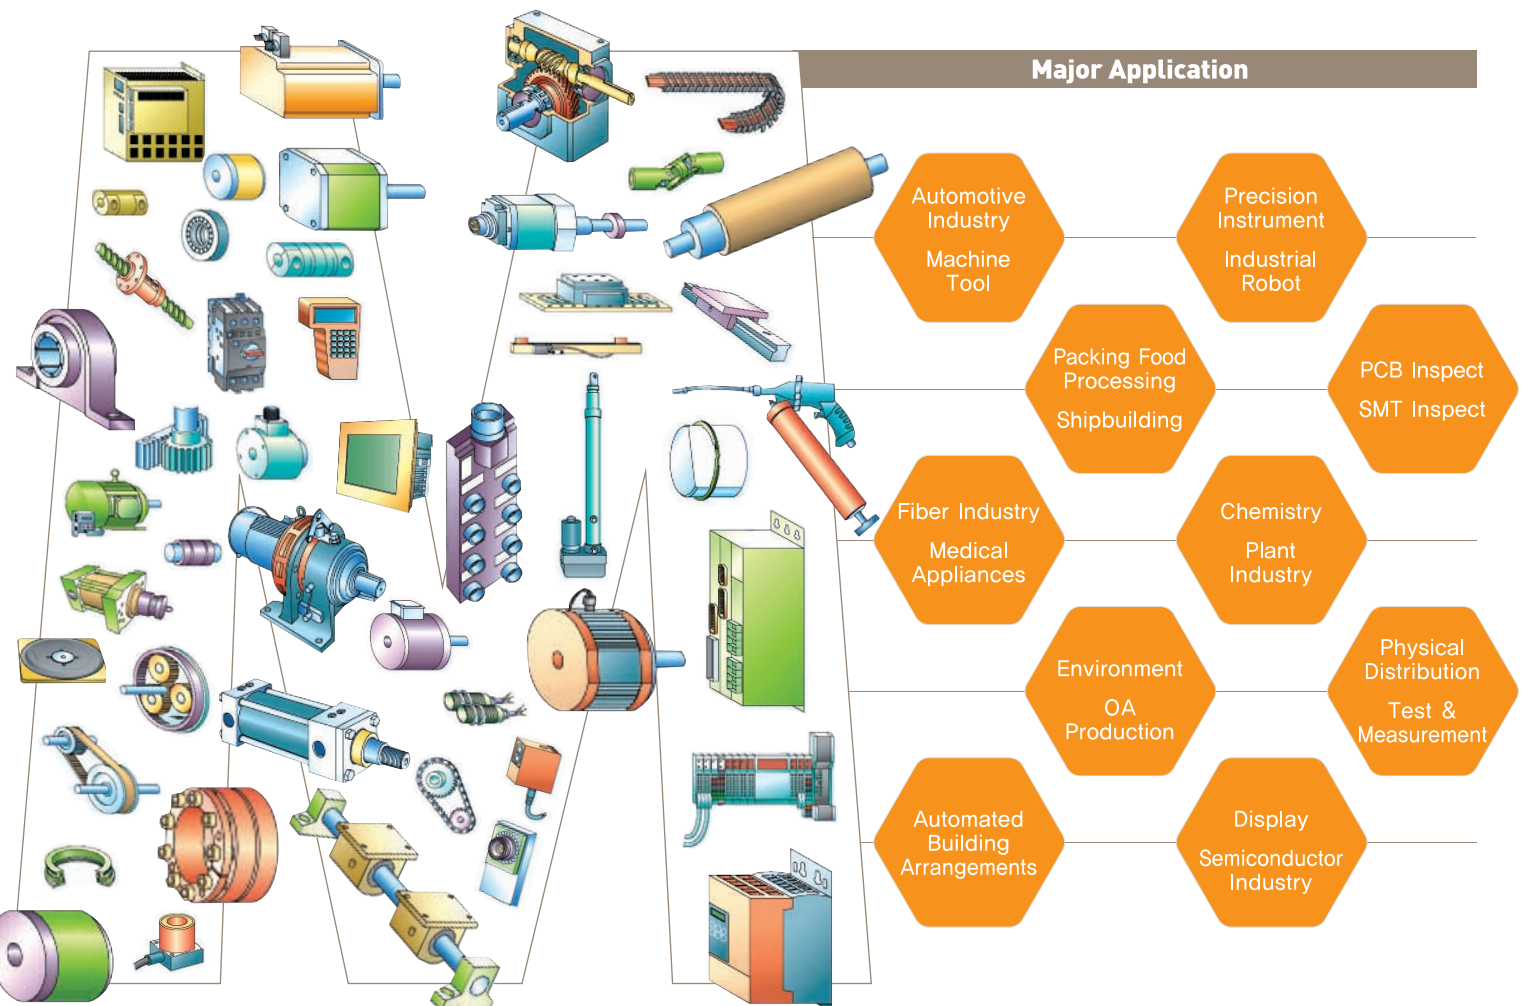 Major Application
Automotive
Industry
Machine
Tool
Precision
Instrument
Industrial
Robot
Packing Food
Processing
Shipbuilding
PCB Inspect
SMT Inspect
Fiber Industry
Medical
Appliances
Chemistry
Plant
Industry
Environment
OA
Production
Physical
Distribution
Test &
Measurement
Automated
Building
Arrangements
Display
Semiconductor
Industry